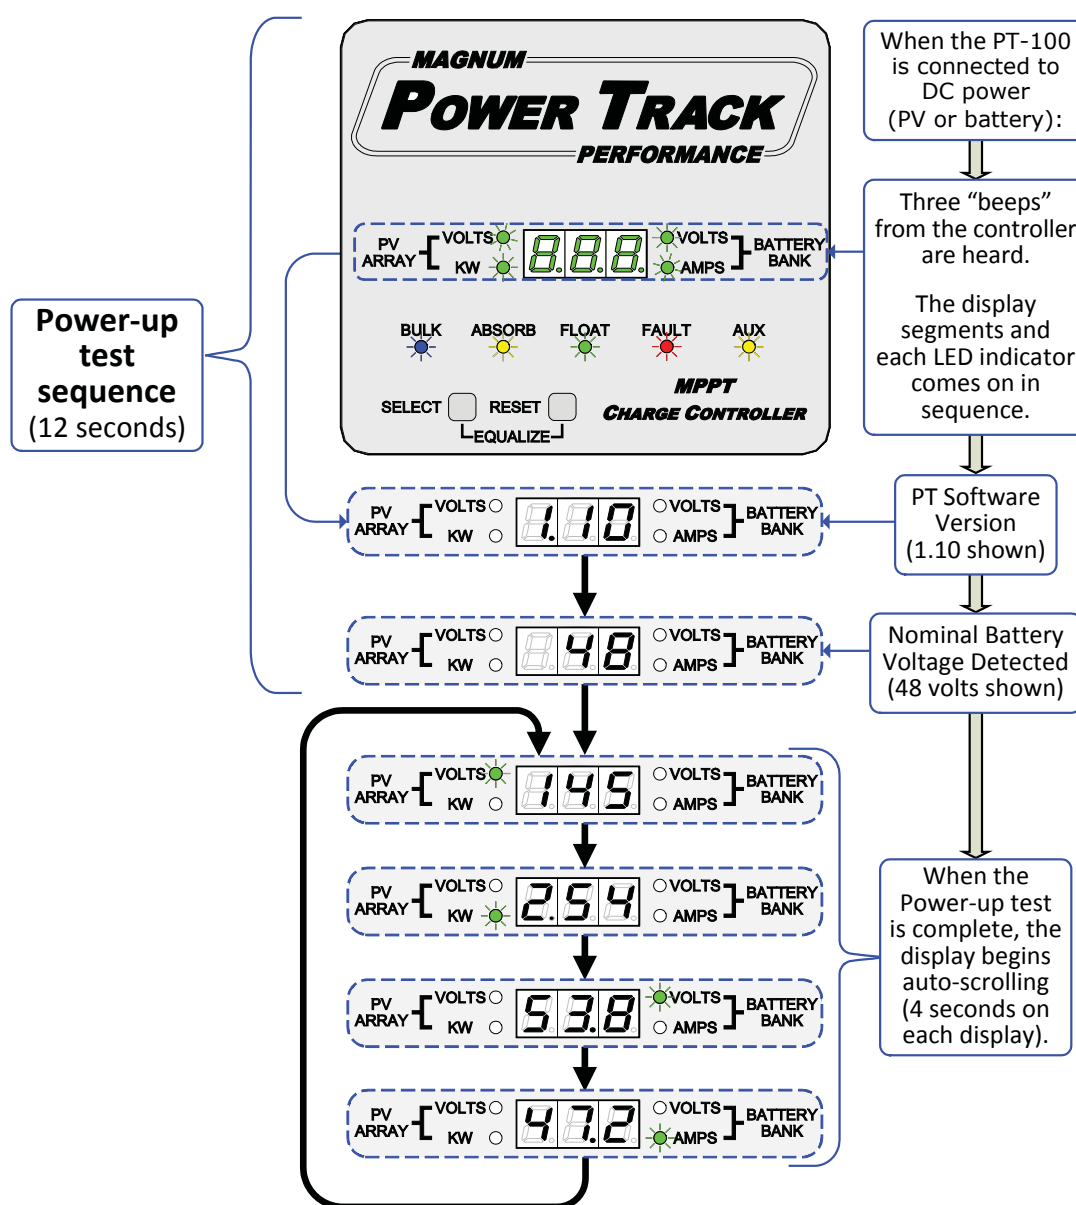 MAGNUM
POWER TRACK
PERFORMANCE
PV
ARRAY
VOLTS
KW
8.8.8.
VOLTS
AMPS
BATTERY
BANK
BULK
ABSORB
FLOAT
FAULT
AUX
MPPT
CHARGE CONTROLLER
SELECT
RESET
EQUALIZE
Power-up
test
sequence
(12 seconds)
When the PT-100
is connected to
DC power
(PV or battery):
Three “beeps”
from the controller
are heard.
The display
segments and
each LED indicator
comes on in
sequence.
PV
ARRAY
VOLTS
KW
1.10
VOLTS
AMPS
BATTERY
BANK
PT Software
Version
(1.10 shown)
PV
ARRAY
VOLTS
KW
48
VOLTS
AMPS
BATTERY
BANK
Nominal Battery
Voltage Detected
(48 volts shown)
PV
ARRAY
VOLTS
KW
145
VOLTS
AMPS
BATTERY
BANK
PV
ARRAY
VOLTS
KW
2.54
VOLTS
AMPS
BATTERY
BANK
PV
ARRAY
VOLTS
KW
53.8
VOLTS
AMPS
BATTERY
BANK
PV
ARRAY
VOLTS
KW
47.2
VOLTS
AMPS
BATTERY
BANK
When the
Power-up test
is complete, the
display begins
auto-scrolling
(4 seconds on
each display).